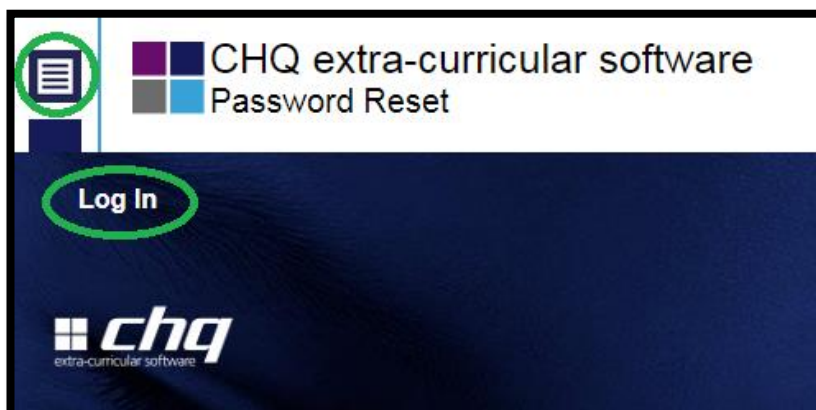 CHQ extra-curricular software
Password Reset
Log In
chq
extra-curricular software